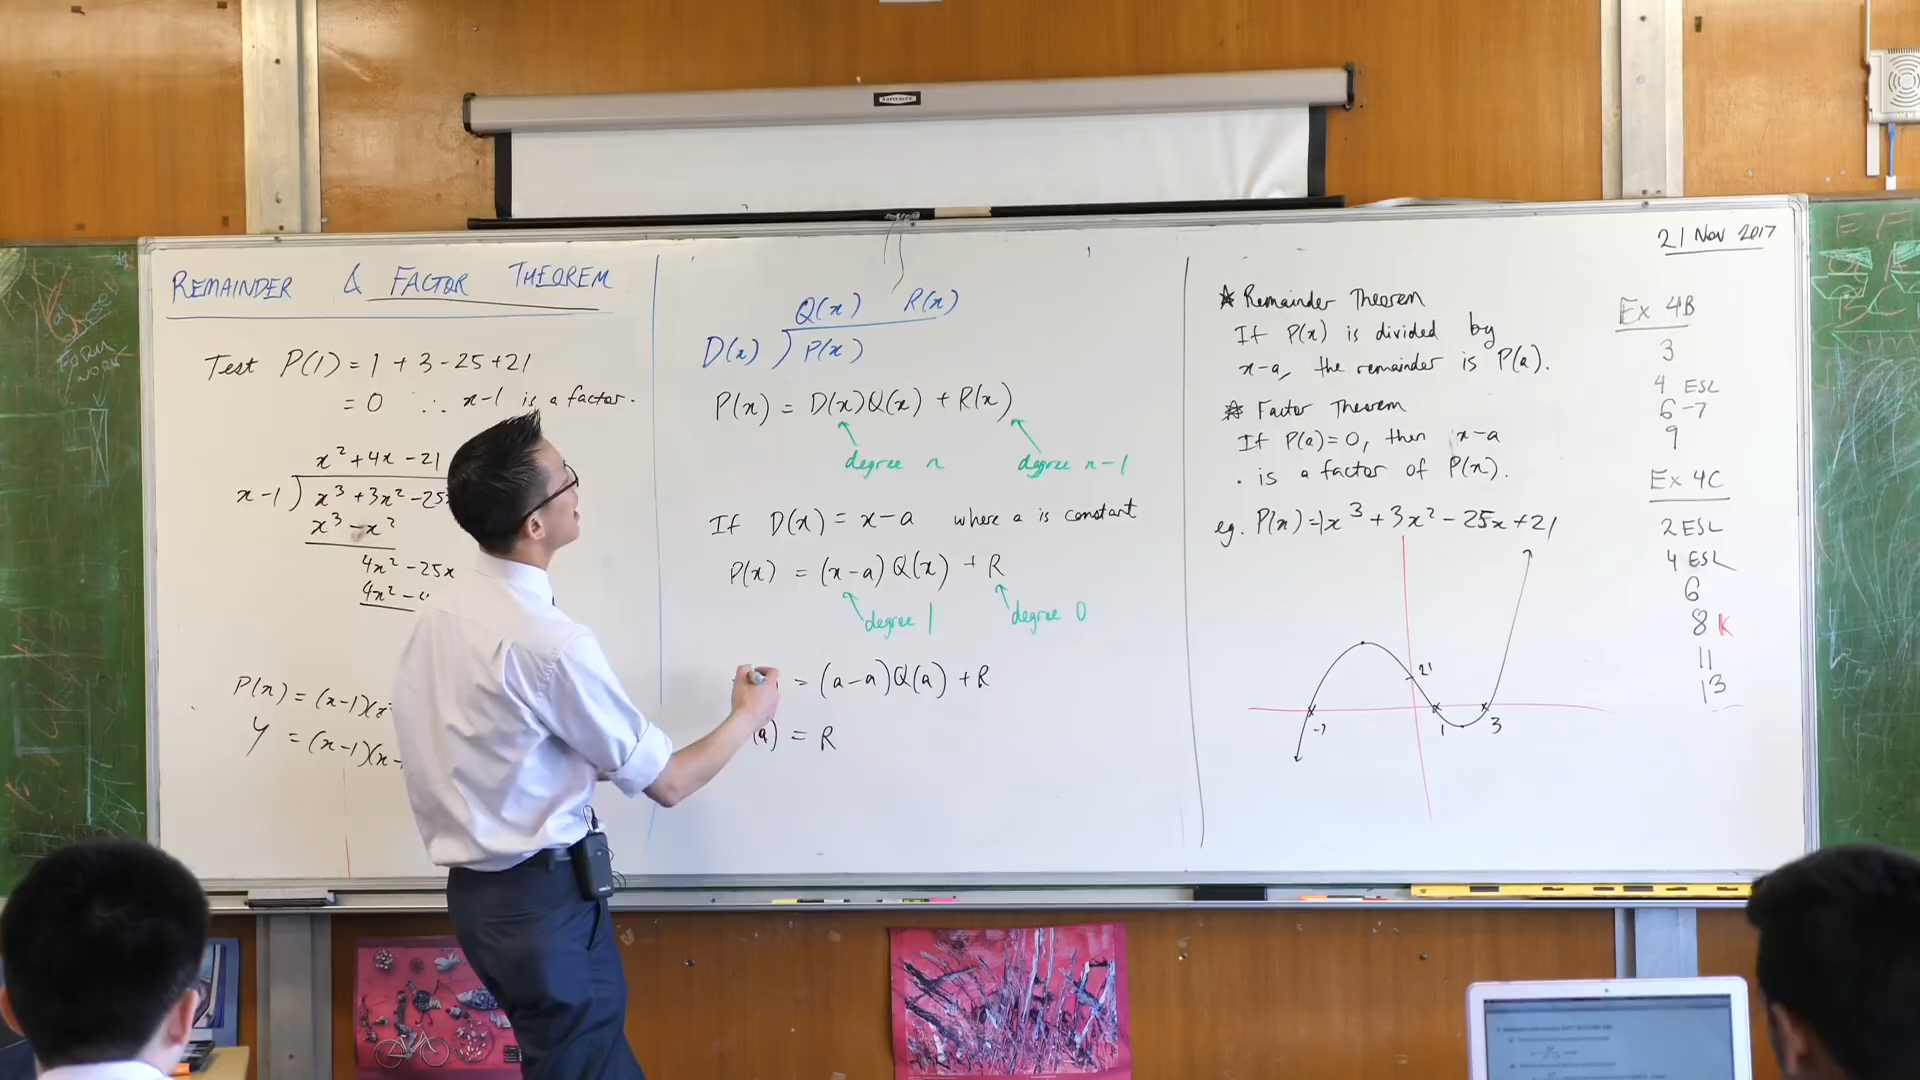 21 Nov 2017
REMAINDER & FACTOR THEOREM
Test P(1) = 1 + 3 - 25 + 21
= 0 ∴ x-1 is a factor.
x² + 4x - 21
x-1 ) x³ + 3x² - 25x
x³ - x²
4x² - 25x
4x² -
P(x) = (x-1)(x²
y = (x-1)(x-
Q(x) R(x)
D(x) ) P(x)
P(x) = D(x)Q(x) + R(x)
degree n degree n-1
If D(x) = x-a where a is constant
P(x) = (x-a)Q(x) + R
degree 1 degree 0
= (a-a)Q(a) + R
(a) = R
* Remainder Theorem
If P(x) is divided by
x-a, the remainder is P(a).
* Factor Theorem
If P(a)=0, then x-a
is a factor of P(x).
eg. P(x)=1x³+3x²-25x+21
21
-7 1 3
Ex 4B
3
4 ESL
6-7
9
Ex 4C
2 ESL
4 ESL
6
8 K
11
13